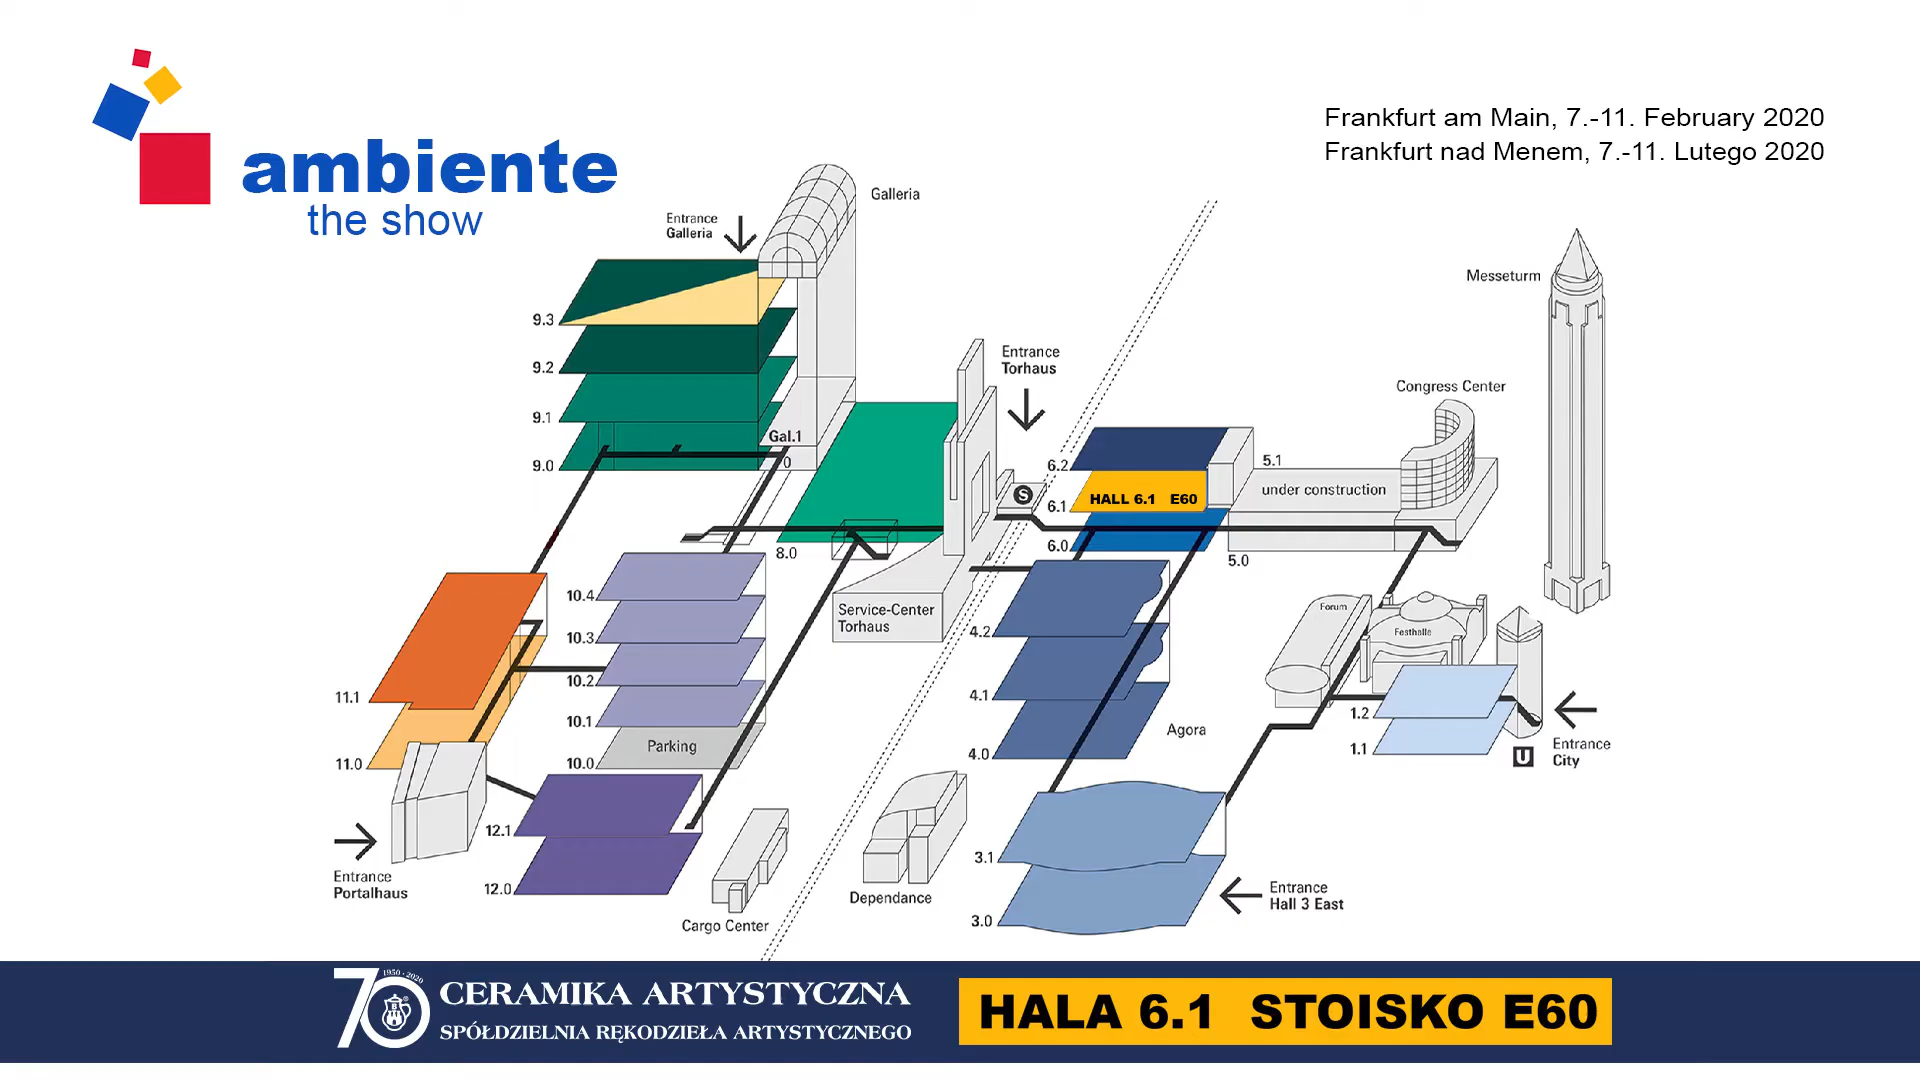 ambiente
the show
Frankfurt am Main, 7.-11. February 2020
Frankfurt nad Menem, 7.-11. Lutego 2020
Galleria
Entrance
Galleria
Messeturm
9.3
Entrance
Torhaus
9.2
Congress Center
9.1
Gal.1
9.0
0
6.2
5.1
under construction
S
6.1
HALL 6.1 E60
6.0
8.0
5.0
10.4
Service-Center
Torhaus
Forum
Festhalle
10.3
4.2
10.2
11.1
4.1
10.1
1.2
Agora
Parking
4.0
1.1
U
Entrance
City
11.0
10.0
12.1
3.1
Entrance
Portalhaus
12.0
Dependance
Entrance
Hall 3 East
Cargo Center
3.0
70
1950 - 2020
CERAMIKA ARTYSTYCZNA
SPÓŁDZIELNIA RĘKODZIEŁA ARTYSTYCZNEGO
HALA 6.1 STOISKO E60